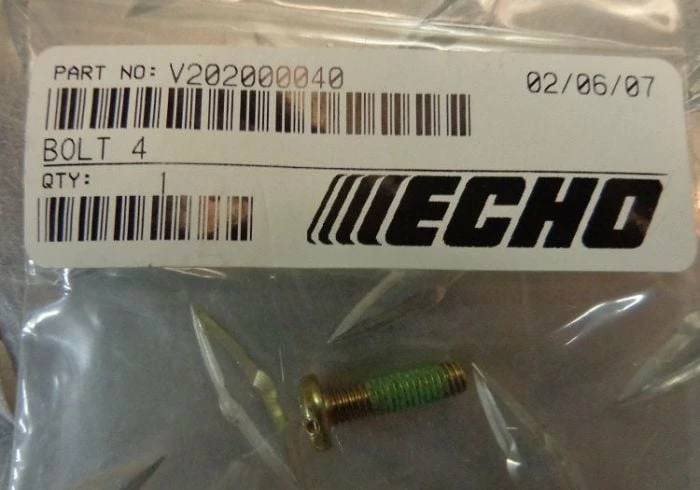 PART NO: V202000040 02/06/07
BOLT 4
QTY: 1
ECHO